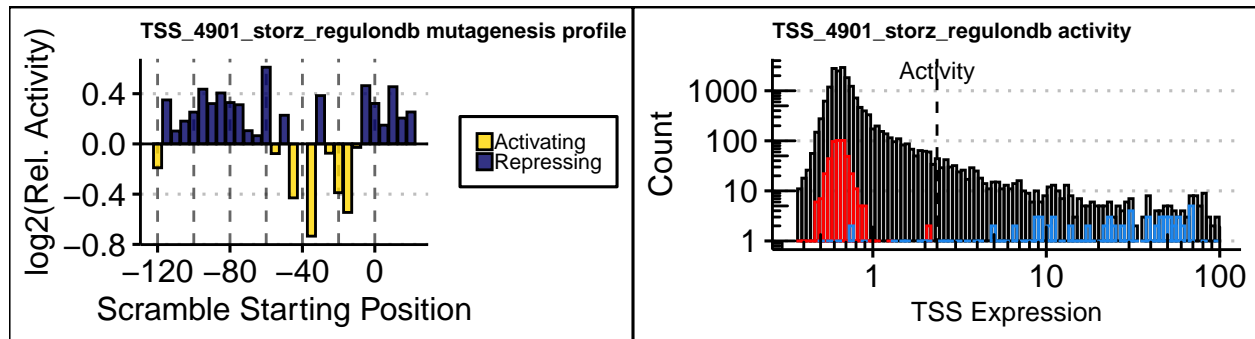 TSS_4901_storz_regulondb mutagenesis profile
log2(Rel. Activity)
0.4
0.0
−0.4
−0.8
−120
−80
−40
0
Scramble Starting Position
Activating
Repressing
TSS_4901_storz_regulondb activity
Activity
Count
1000
100
10
1
1
10
100
TSS Expression